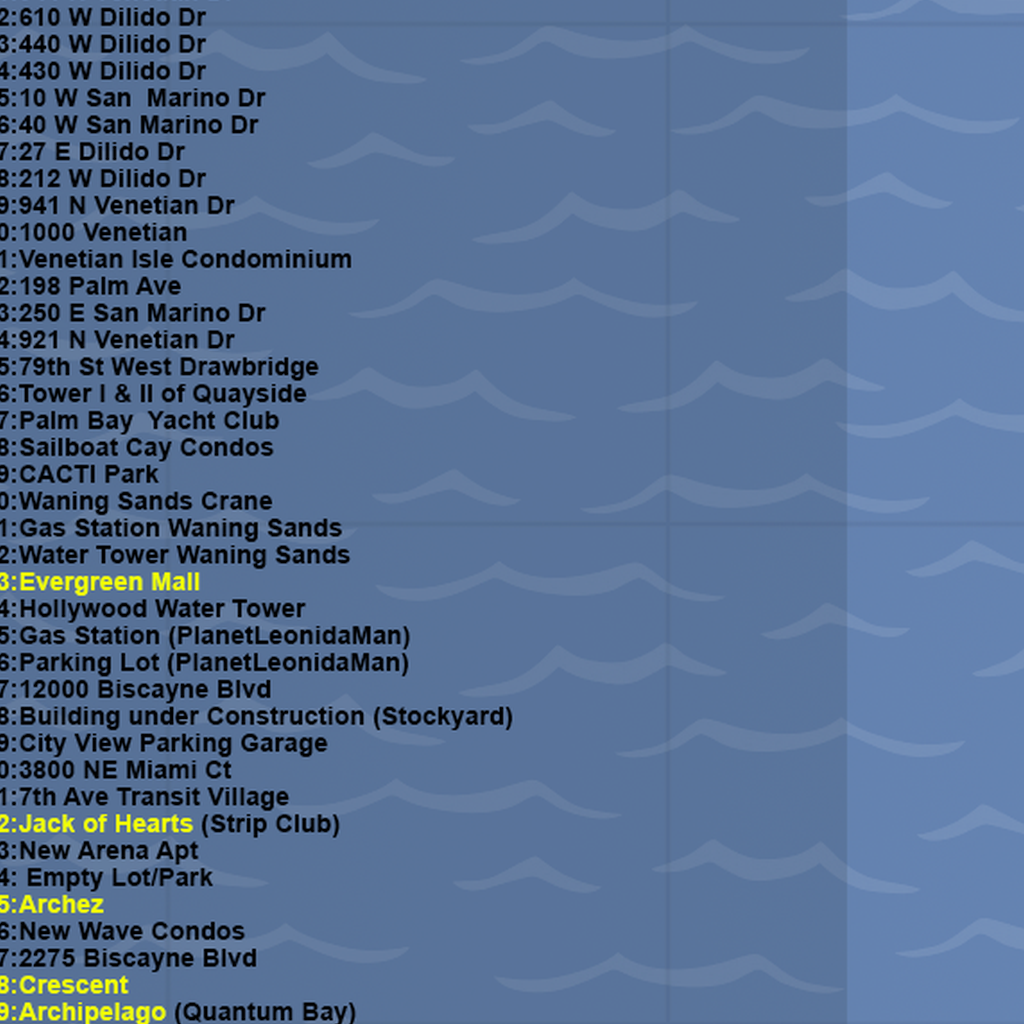 2:610 W Dilido Dr
3:440 W Dilido Dr
4:430 W Dilido Dr
5:10 W San  Marino Dr
6:40 W San Marino Dr
7:27 E Dilido Dr
8:212 W Dilido Dr
9:941 N Venetian Dr
0:1000 Venetian
1:Venetian Isle Condominium
2:198 Palm Ave
3:250 E San Marino Dr
4:921 N Venetian Dr
5:79th St West Drawbridge
6:Tower I & II of Quayside
7:Palm Bay  Yacht Club
8:Sailboat Cay Condos
9:CACTI Park
0:Waning Sands Crane
1:Gas Station Waning Sands
2:Water Tower Waning Sands
3:Evergreen Mall
4:Hollywood Water Tower
5:Gas Station (PlanetLeonidaMan)
6:Parking Lot (PlanetLeonidaMan)
7:12000 Biscayne Blvd
8:Building under Construction (Stockyard)
9:City View Parking Garage
0:3800 NE Miami Ct
1:7th Ave Transit Village
2:Jack of Hearts (Strip Club)
3:New Arena Apt
4: Empty Lot/Park
5:Archez
6:New Wave Condos
7:2275 Biscayne Blvd
8:Crescent
9:Archipelago (Quantum Bay)